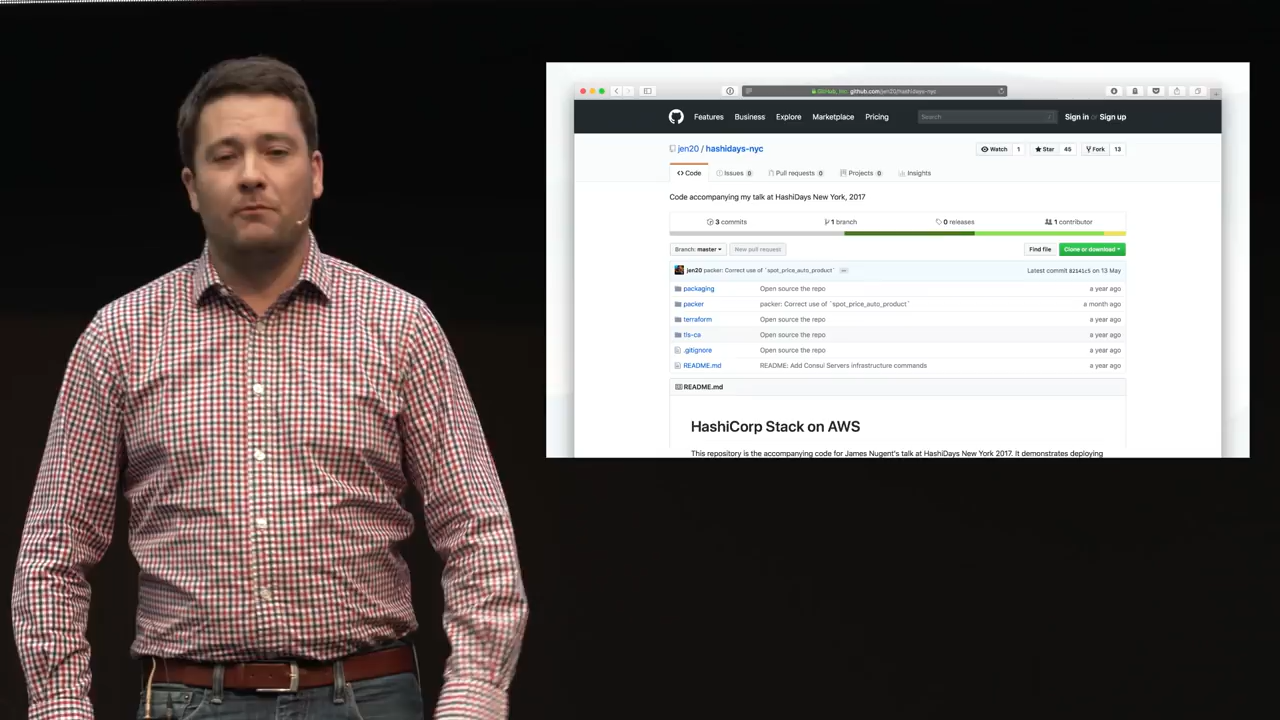 GitHub, Inc. github.com/jen20/hashidays-nyc
Features Business Explore Marketplace Pricing Search / Sign in or Sign up
jen20 / hashidays-nyc Watch 1 Star 45 Fork 13
Code Issues 0 Pull requests 0 Projects 0 Insights
Code accompanying my talk at HashiDays New York, 2017
3 commits 1 branch 0 releases 1 contributor
Branch: master New pull request Find file Clone or download
jen20 packer: Correct use of `spot_price_auto_product` … Latest commit 82141c5 on 13 May
packaging Open source the repo a year ago
packer packer: Correct use of `spot_price_auto_product` a month ago
terraform Open source the repo a year ago
tls-ca Open source the repo a year ago
.gitignore Open source the repo a year ago
README.md README: Add Consul Servers infrastructure commands a year ago
README.md
HashiCorp Stack on AWS
This repository is the accompanying code for James Nugent's talk at HashiDays New York 2017. It demonstrates deploying